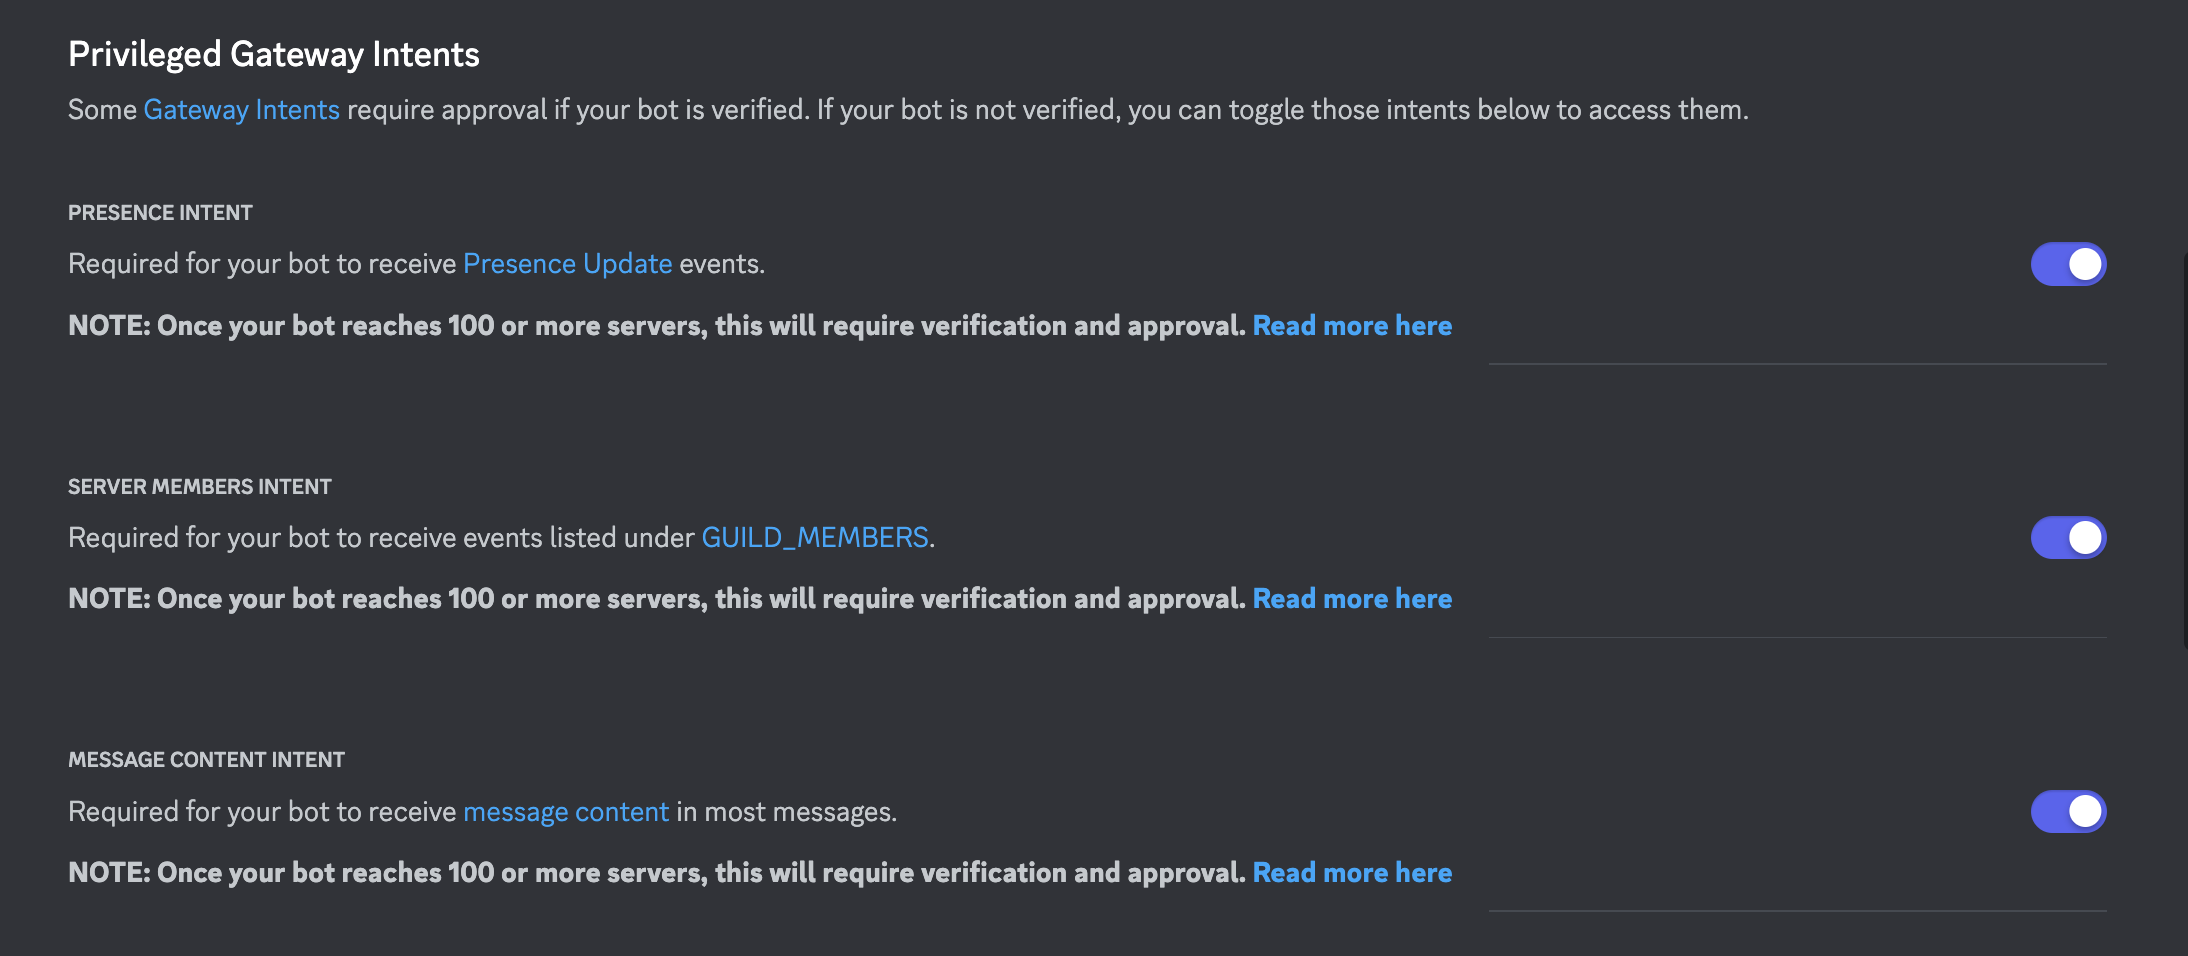 Privileged Gateway Intents
Some Gateway Intents require approval if your bot is verified. If your bot is not verified, you can toggle those intents below to access them.
PRESENCE INTENT
Required for your bot to receive Presence Update events.
NOTE: Once your bot reaches 100 or more servers, this will require verification and approval. Read more here
SERVER MEMBERS INTENT
Required for your bot to receive events listed under GUILD_MEMBERS.
NOTE: Once your bot reaches 100 or more servers, this will require verification and approval. Read more here
MESSAGE CONTENT INTENT
Required for your bot to receive message content in most messages.
NOTE: Once your bot reaches 100 or more servers, this will require verification and approval. Read more here